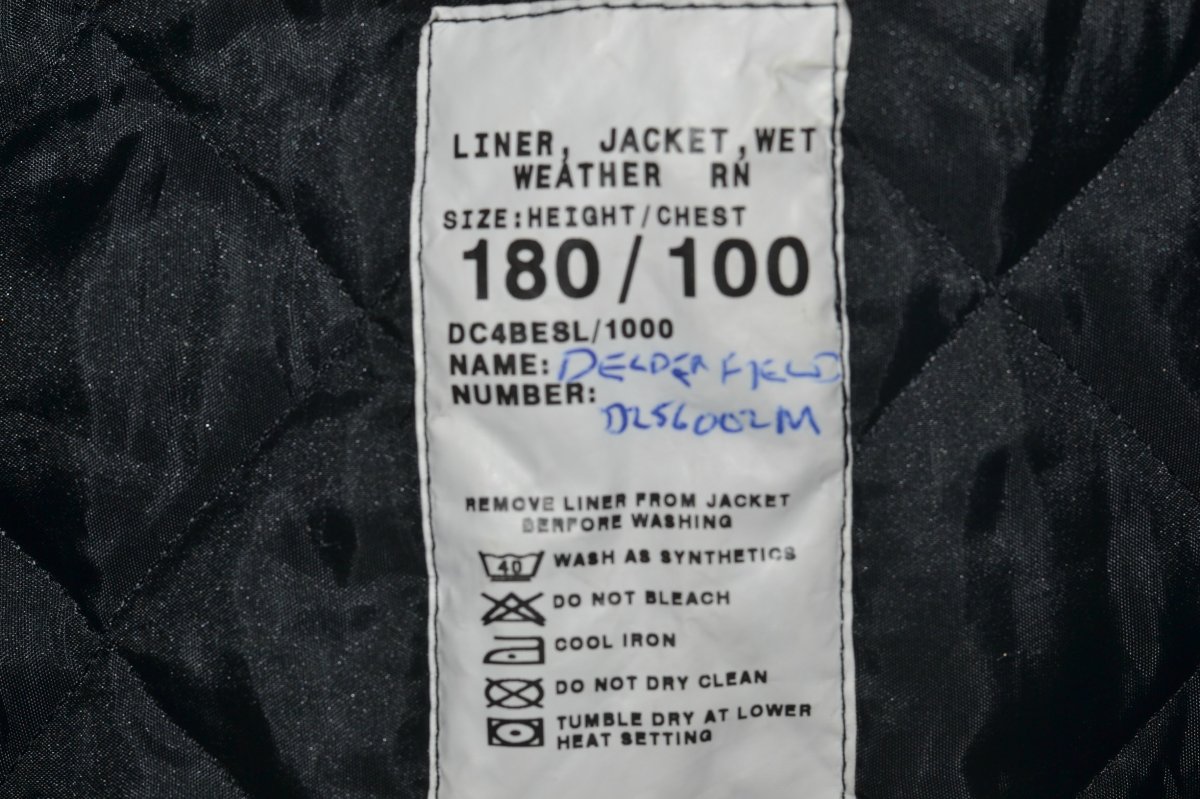 LINER, JACKET, WET
WEATHER RN
SIZE:HEIGHT/CHEST
180/100
DC4BESL/1000
NAME: DELDERFIELD
NUMBER:
D256002M
REMOVE LINER FROM JACKET
BERFORE WASHING
40 WASH AS SYNTHETICS
DO NOT BLEACH
COOL IRON
DO NOT DRY CLEAN
TUMBLE DRY AT LOWER
HEAT SETTING